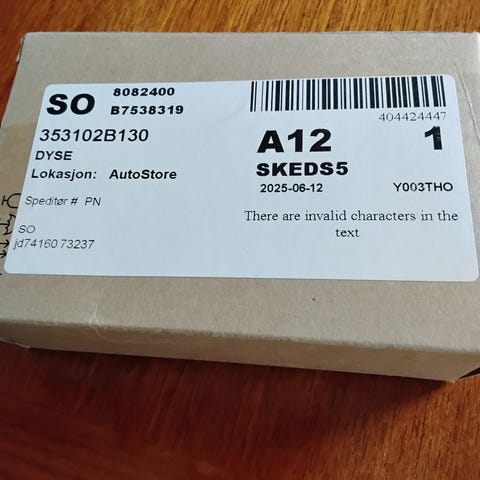 SO 8082400
B7538319
353102B130
DYSE
Lokasjon: AutoStore
Speditør # PN
SO
jd74160 73237
404424447
A12 1
SKEDS5
2025-06-12 Y003THO
There are invalid characters in the
text